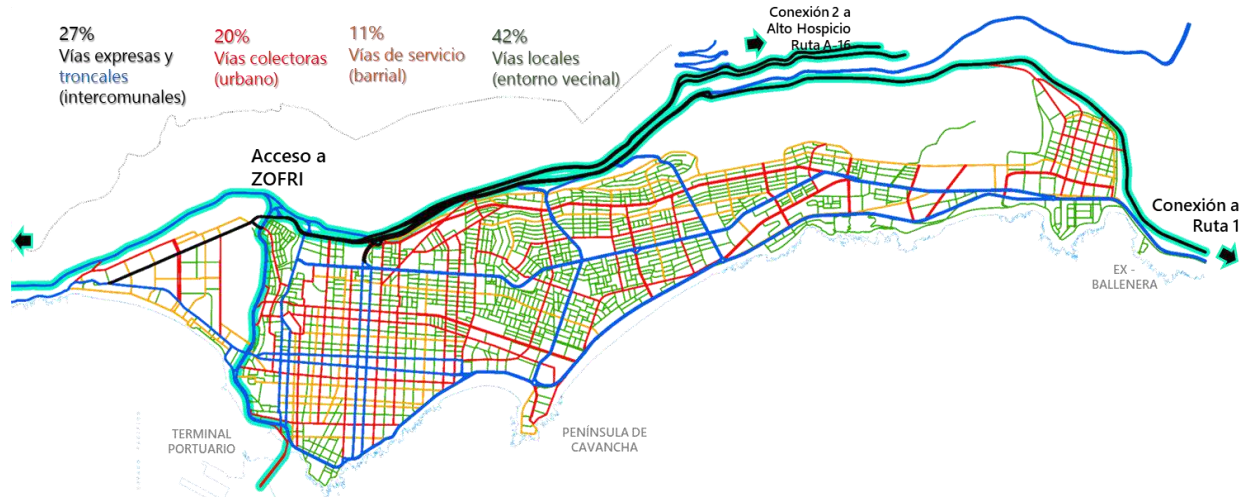 27%
Vías expresas y
troncales
(intercomunales)
20%
Vías colectoras
(urbano)
11%
Vías de servicio
(barrial)
42%
Vías locales
(entorno vecinal)
Conexión 2 a
Alto Hospicio
Ruta A-16
Acceso a
ZOFRI
Conexión a
Ruta 1
EX -
BALLENERA
TERMINAL
PORTUARIO
PENÍNSULA DE
CAVANCHA